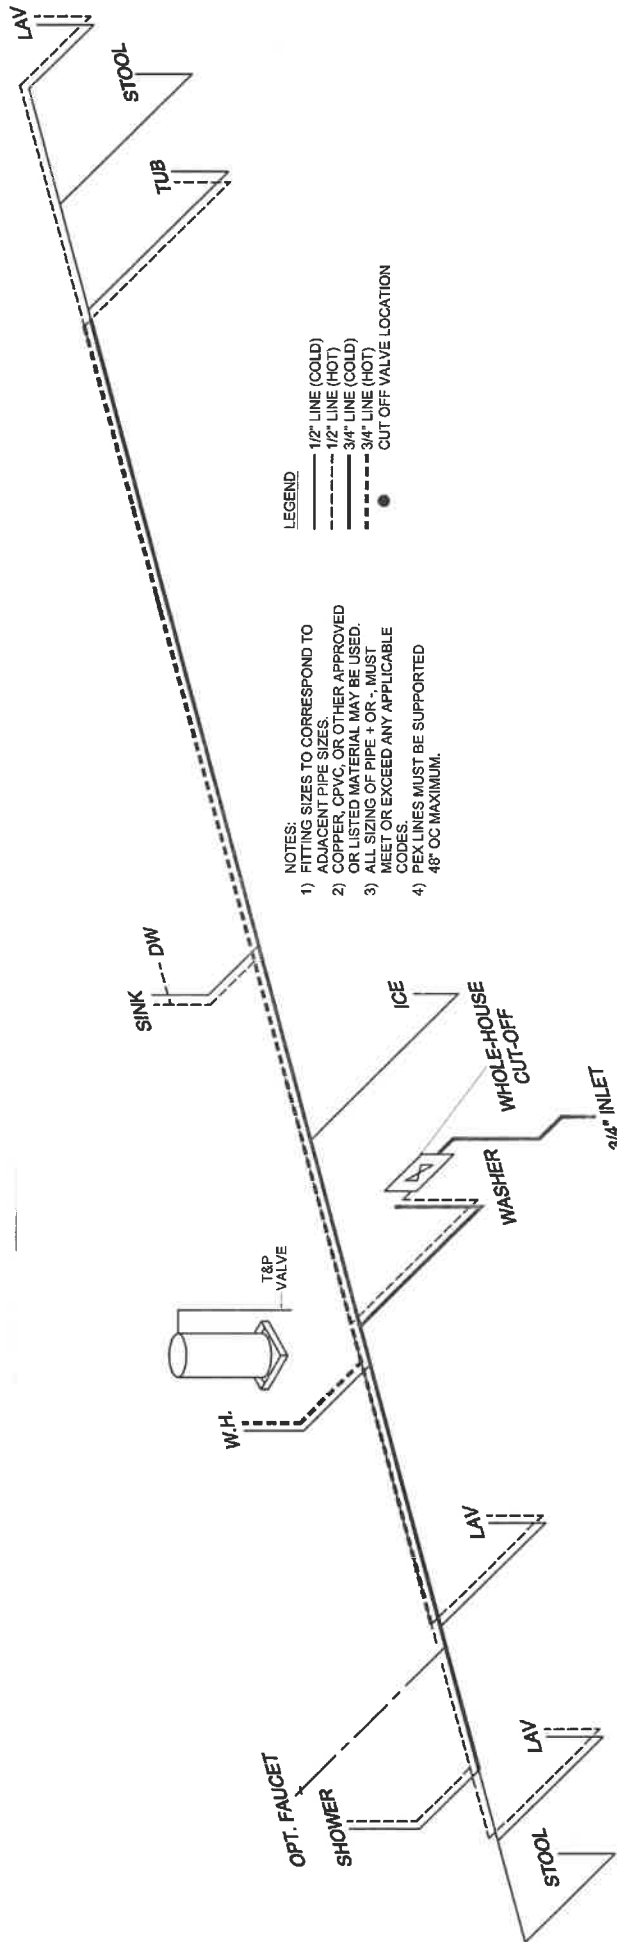 LAV
STOOL
TUB
LEGEND
1/2" LINE (COLD)
1/2" LINE (HOT)
3/4" LINE (COLD)
3/4" LINE (HOT)
CUT OFF VALVE LOCATION
NOTES:
1) FITTING SIZES TO CORRESPOND TO
ADJACENT PIPE SIZES.
2) COPPER, CPVC, OR OTHER APPROVED
OR LISTED MATERIAL MAY BE USED.
3) ALL SIZING OF PIPE + OR -, MUST
MEET OR EXCEED ANY APPLICABLE
CODES.
4) PEX LINES MUST BE SUPPORTED
48" OC MAXIMUM.
SINK
DW
ICE
WHOLE-HOUSE
CUT-OFF
3/4" INLET
WASHER
T&P
VALVE
W.H.
LAV
OPT. FAUCET
SHOWER
LAV
STOOL